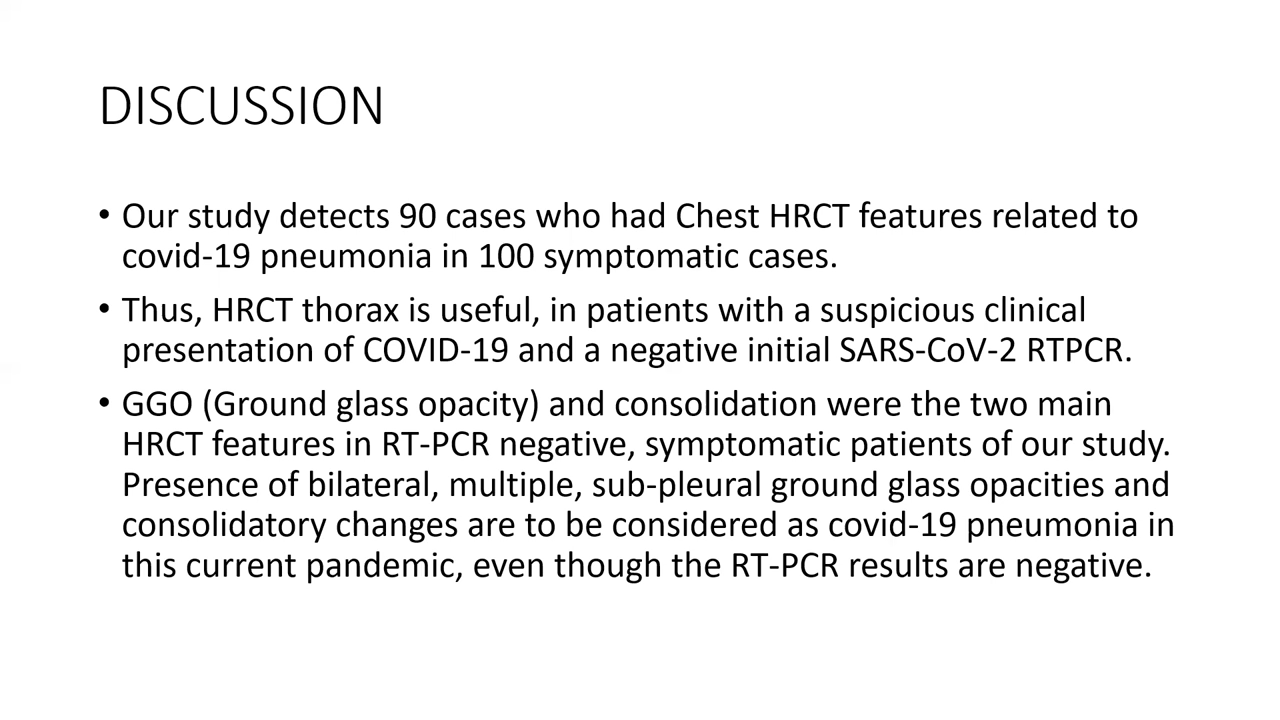 DISCUSSION
• Our study detects 90 cases who had Chest HRCT features related to
covid-19 pneumonia in 100 symptomatic cases.
• Thus, HRCT thorax is useful, in patients with a suspicious clinical
presentation of COVID-19 and a negative initial SARS-CoV-2 RTPCR.
• GGO (Ground glass opacity) and consolidation were the two main
HRCT features in RT-PCR negative, symptomatic patients of our study.
Presence of bilateral, multiple, sub-pleural ground glass opacities and
consolidatory changes are to be considered as covid-19 pneumonia in
this current pandemic, even though the RT-PCR results are negative.